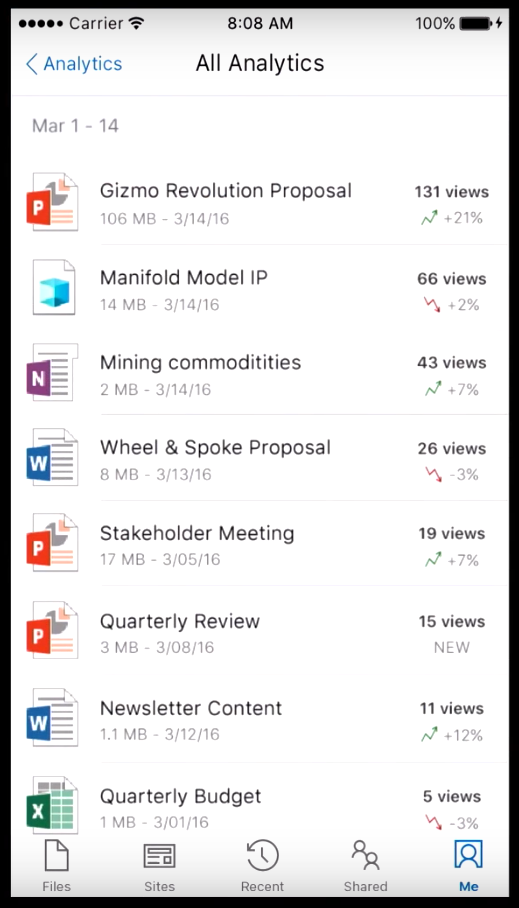 Carrier 8:08 AM 100%
Analytics All Analytics
Mar 1 - 14
Gizmo Revolution Proposal 131 views
106 MB - 3/14/16 +21%
Manifold Model IP 66 views
14 MB - 3/14/16 +2%
Mining commoditities 43 views
2 MB - 3/14/16 +7%
Wheel & Spoke Proposal 26 views
8 MB - 3/13/16 -3%
Stakeholder Meeting 19 views
17 MB - 3/05/16 +7%
Quarterly Review 15 views
3 MB - 3/08/16 NEW
Newsletter Content 11 views
1.1 MB - 3/12/16 +12%
Quarterly Budget 5 views
1 MB - 3/01/16 -3%
Files Sites Recent Shared Me